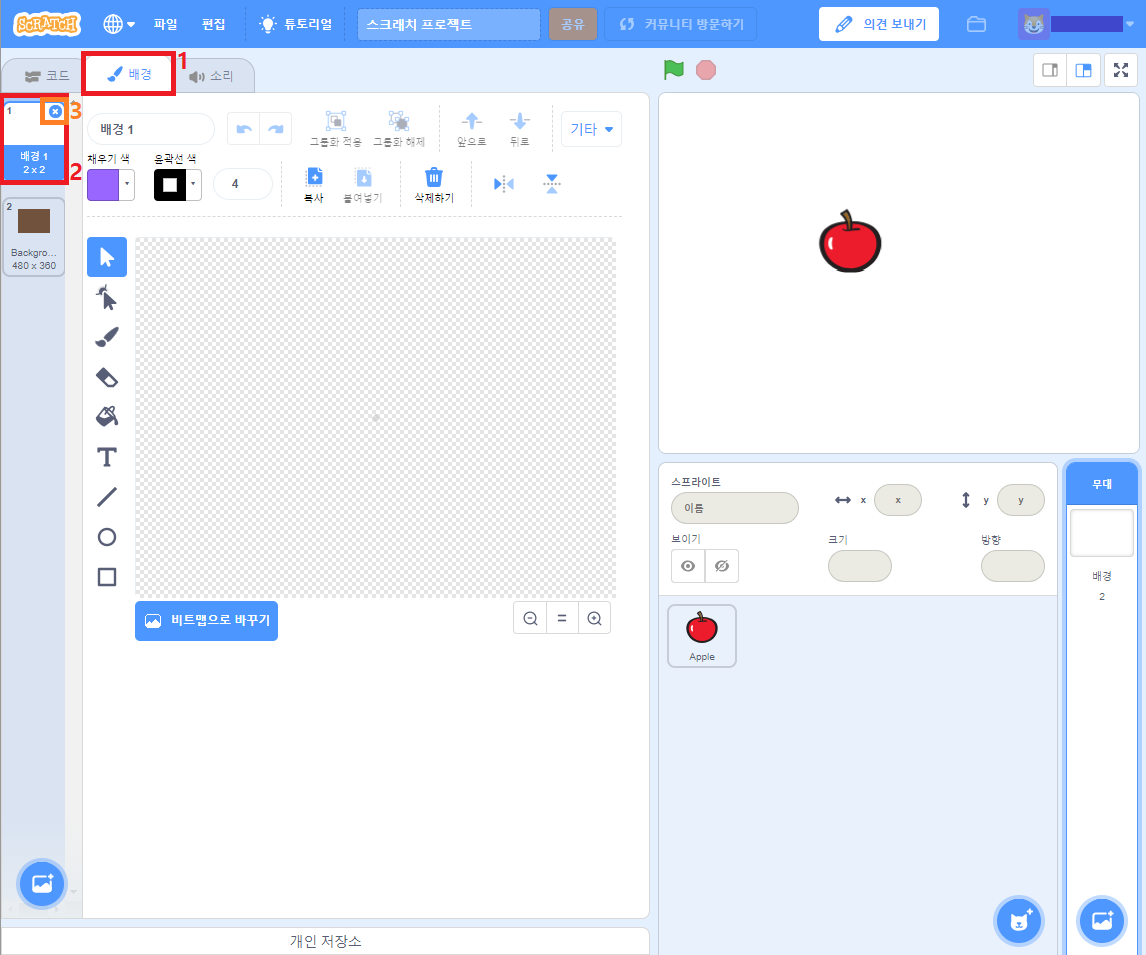 SCRATCH
파일
편집
튜토리얼
스크래치 프로젝트
공유
커뮤니티 방문하기
의견 보내기
코드
배경
1
소리
1
3
배경 1
2 x 2
2
2
Backgro...
480 x 360
배경 1
그룹화 적용
그룹화 해제
앞으로
뒤로
기타
채우기 색
윤곽선 색
4
복사
붙여넣기
삭제하기
T
비트맵으로 바꾸기
=
개인 저장소
스프라이트
이름
x
x
y
y
보이기
크기
방향
Apple
무대
배경
2